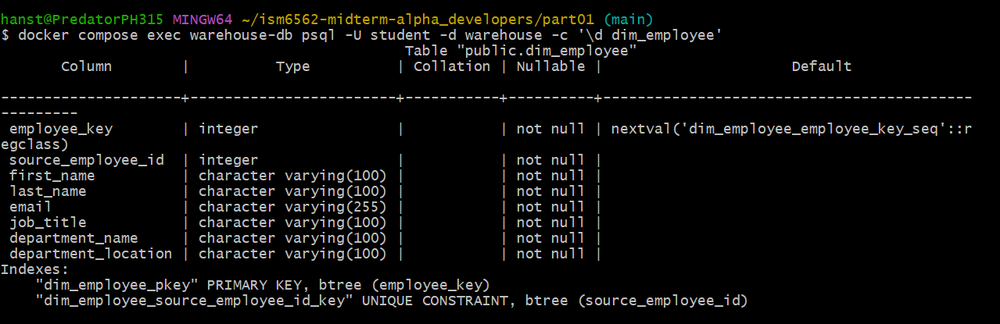 hanst@PredatorPH315 MINGW64 ~/ism6562-midterm-alpha_developers/part01 (main)
$ docker compose exec warehouse-db psql -U student -d warehouse -c '\d dim_employee'
                                            Table "public.dim_employee"
       Column        |          Type          | Collation | Nullable |                      Default                      
---------------------+------------------------+-----------+----------+-------------------------------------------
---------
 employee_key        | integer                |           | not null | nextval('dim_employee_employee_key_seq'::r
egclass)
 source_employee_id  | integer                |           | not null |
 first_name          | character varying(100) |           | not null |
 last_name           | character varying(100) |           | not null |
 email               | character varying(255) |           | not null |
 job_title           | character varying(100) |           | not null |
 department_name     | character varying(100) |           | not null |
 department_location | character varying(100) |           | not null |
Indexes:
    "dim_employee_pkey" PRIMARY KEY, btree (employee_key)
    "dim_employee_source_employee_id_key" UNIQUE CONSTRAINT, btree (source_employee_id)